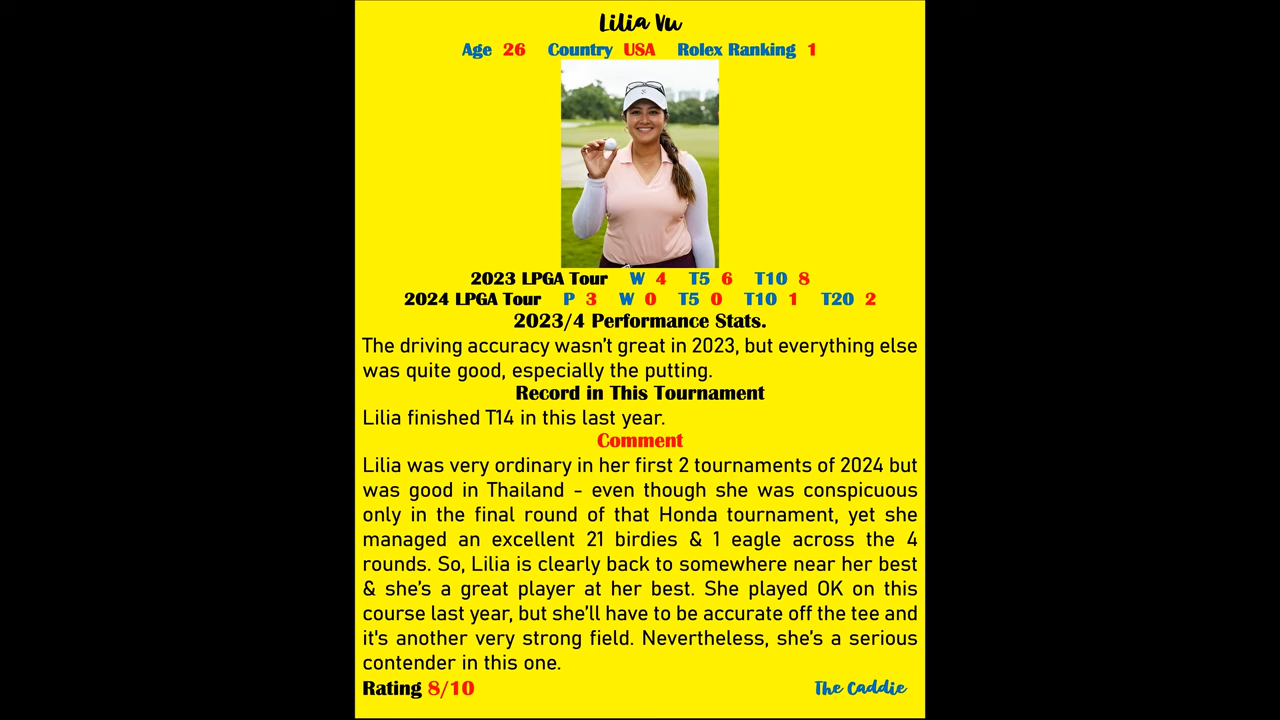 Lilia Vu
Age 26 Country USA Rolex Ranking 1
2023 LPGA Tour W 4 T5 6 T10 8
2024 LPGA Tour P 3 W 0 T5 0 T10 1 T20 2
2023/4 Performance Stats.
The driving accuracy wasn't great in 2023, but everything else
was quite good, especially the putting.
Record in This Tournament
Lilia finished T14 in this last year.
Comment
Lilia was very ordinary in her first 2 tournaments of 2024 but
was good in Thailand - even though she was conspicuous
only in the final round of that Honda tournament, yet she
managed an excellent 21 birdies & 1 eagle across the 4
rounds. So, Lilia is clearly back to somewhere near her best
& she's a great player at her best. She played OK on this
course last year, but she'll have to be accurate off the tee and
it's another very strong field. Nevertheless, she's a serious
contender in this one.
Rating 8/10 The Caddie